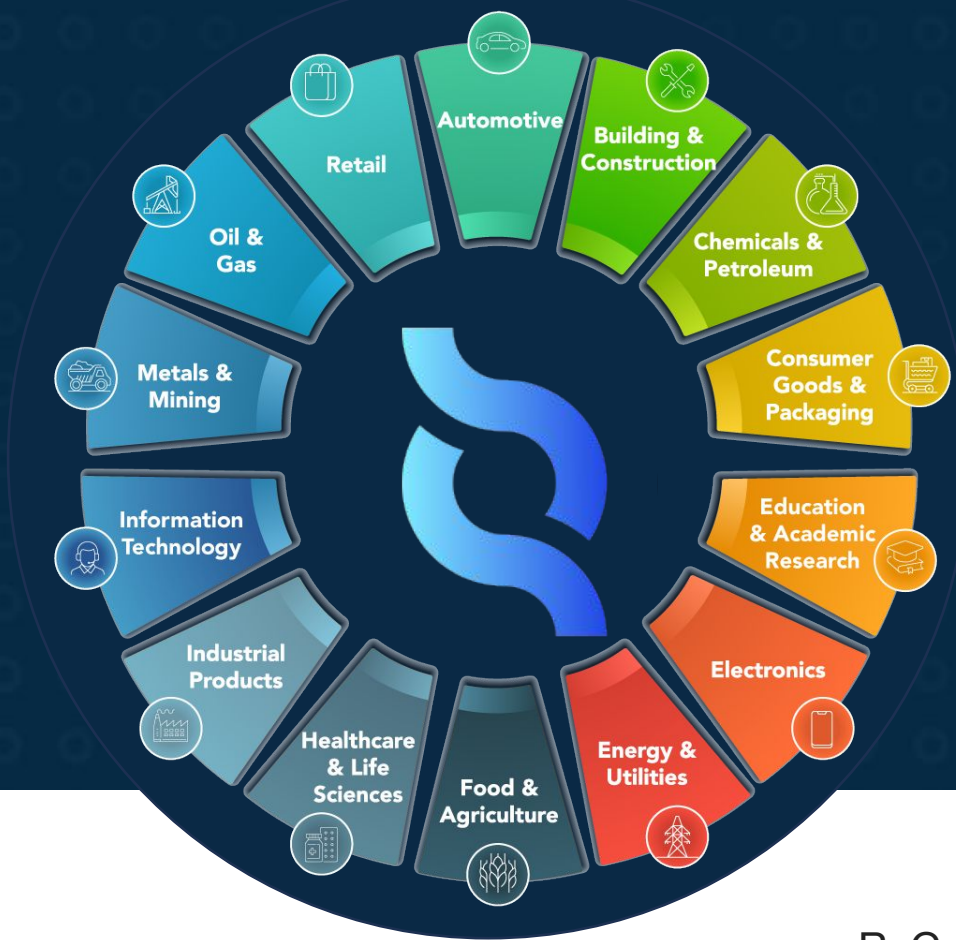 Automotive
Building &
Construction
Chemicals &
Petroleum
Consumer
Goods &
Packaging
Education
& Academic
Research
Electronics
Energy &
Utilities
Food &
Agriculture
Healthcare
& Life
Sciences
Industrial
Products
Information
Technology
Metals &
Mining
Oil &
Gas
Retail